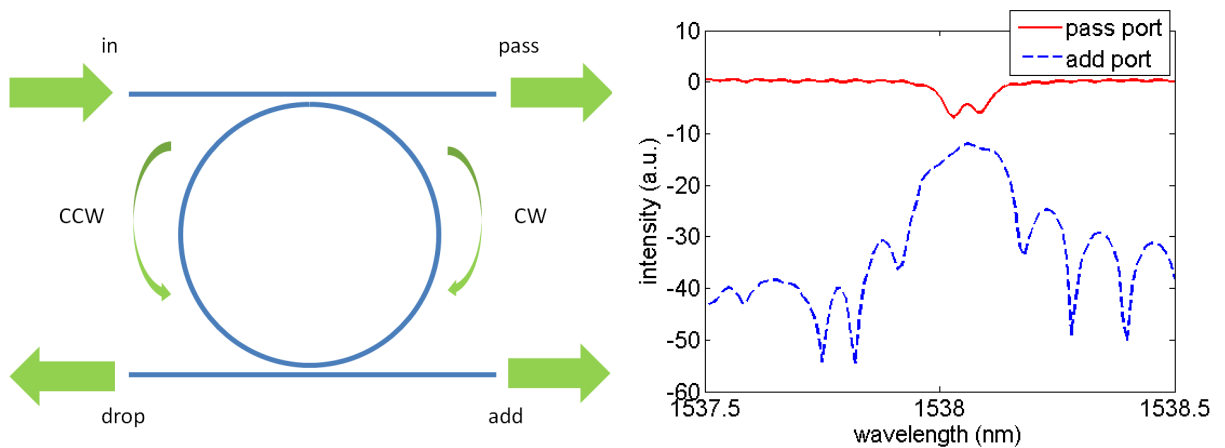 in
pass
CCW
CW
drop
add
pass port
add port
intensity (a.u.)
10
0
-10
-20
-30
-40
-50
-60
1537.5
1538
1538.5
wavelength (nm)